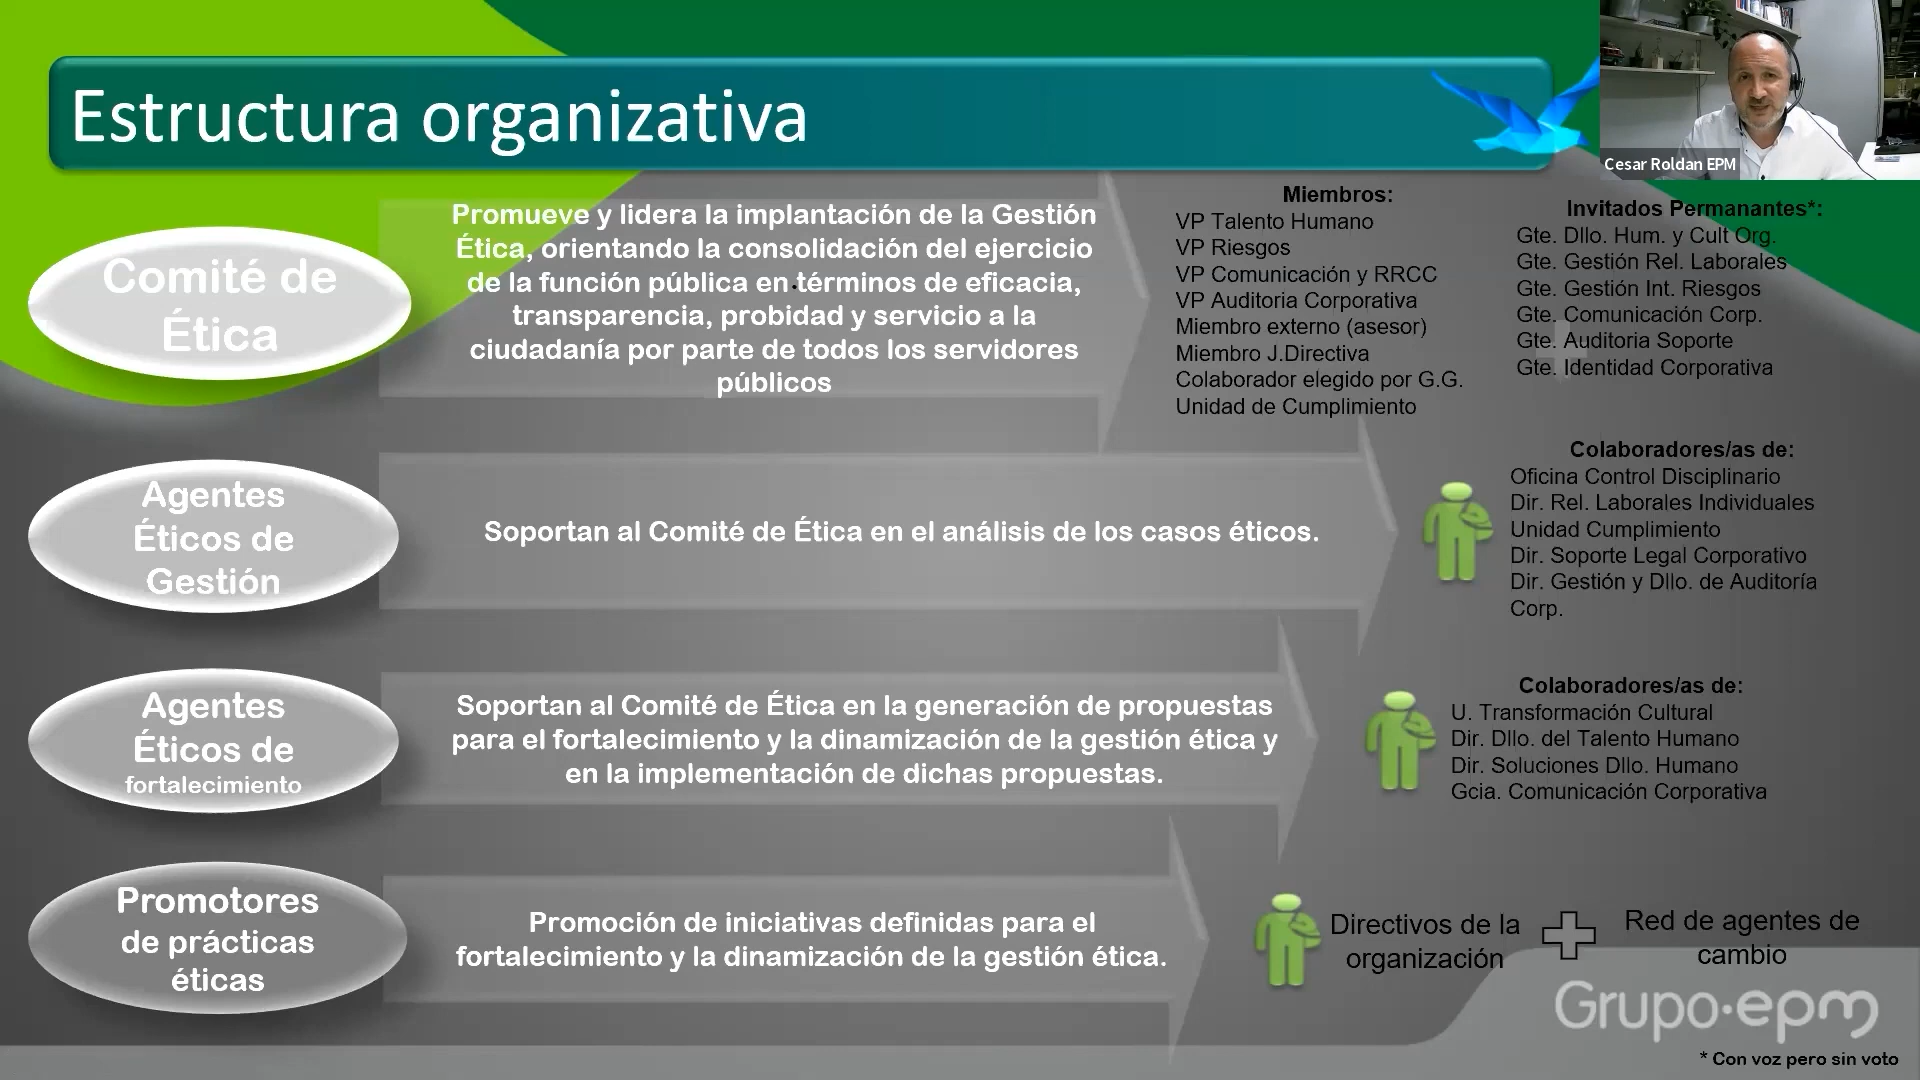 Estructura organizativa
Cesar Roldan EPM
Comité de
Ética
Promueve y lidera la implantación de la Gestión
Ética, orientando la consolidación del ejercicio
de la función pública en términos de eficacia,
transparencia, probidad y servicio a la
ciudadanía por parte de todos los servidores
públicos
Miembros:
VP Talento Humano
VP Riesgos
VP Comunicación y RRCC
VP Auditoria Corporativa
Miembro externo (asesor)
Miembro J.Directiva
Colaborador elegido por G.G.
Unidad de Cumplimiento
Invitados Permanantes*:
Gte. Dllo. Hum. y Cult Org.
Gte. Gestión Rel. Laborales
Gte. Gestión Int. Riesgos
Gte. Comunicación Corp.
Gte. Auditoria Soporte
Gte. Identidad Corporativa
Agentes
Éticos de
Gestión
Soportan al Comité de Ética en el análisis de los casos éticos.
Colaboradores/as de:
Oficina Control Disciplinario
Dir. Rel. Laborales Individuales
Unidad Cumplimiento
Dir. Soporte Legal Corporativo
Dir. Gestión y Dllo. de Auditoría
Corp.
Agentes
Éticos de
fortalecimiento
Soportan al Comité de Ética en la generación de propuestas
para el fortalecimiento y la dinamización de la gestión ética y
en la implementación de dichas propuestas.
Colaboradores/as de:
U. Transformación Cultural
Dir. Dllo. del Talento Humano
Dir. Soluciones Dllo. Humano
Gcia. Comunicación Corporativa
Promotores
de prácticas
éticas
Promoción de iniciativas definidas para el
fortalecimiento y la dinamización de la gestión ética.
Directivos de la
organización
Red de agentes de
cambio
Grupo·epm
* Con voz pero sin voto